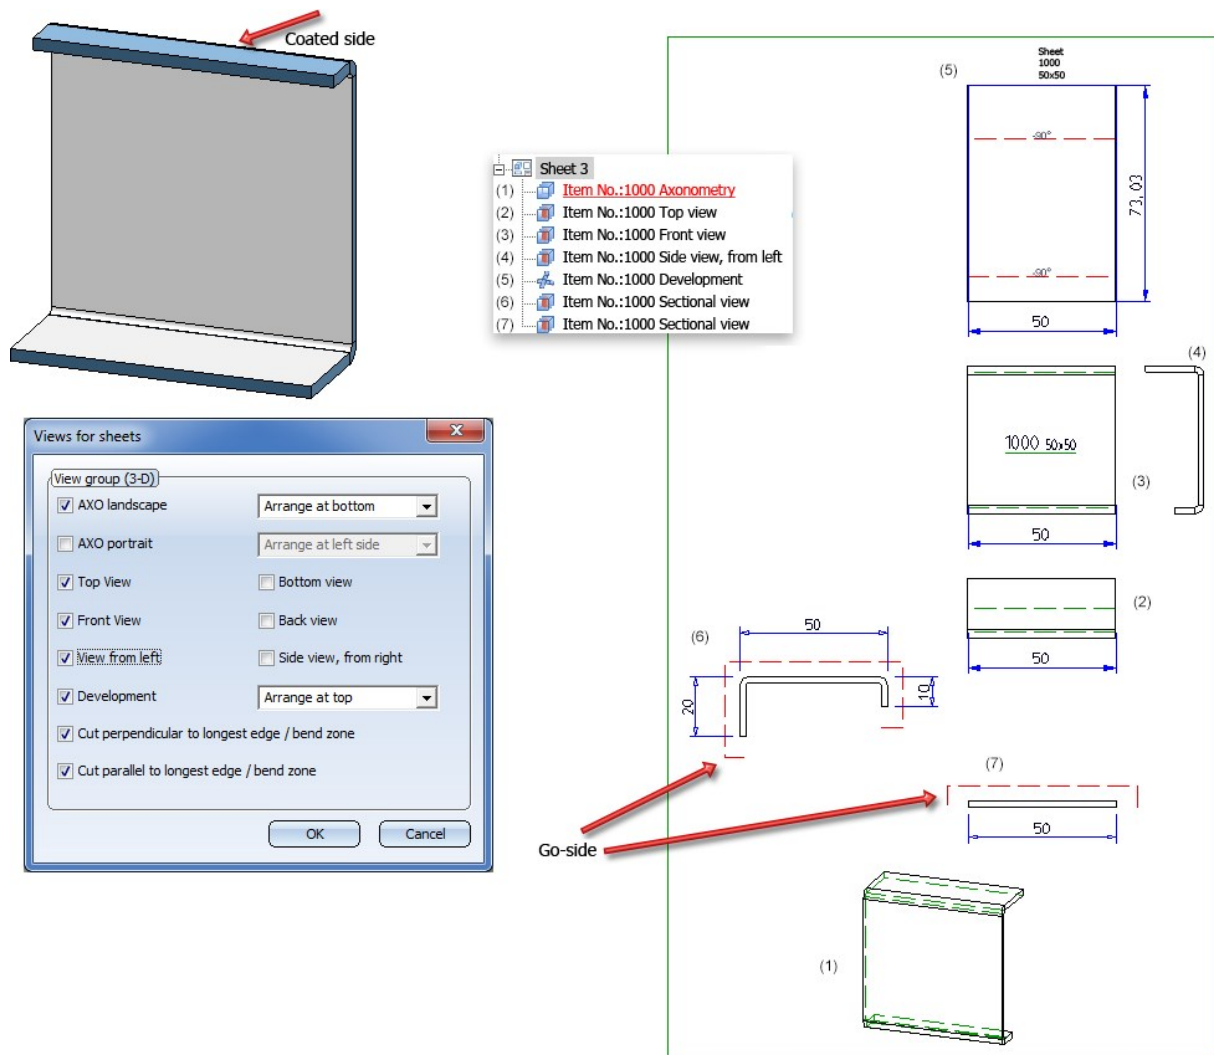 Coated side
Sheet 3
(1) Item No.:1000 Axonometry
(2) Item No.:1000 Top view
(3) Item No.:1000 Front view
(4) Item No.:1000 Side view, from left
(5) Item No.:1000 Development
(6) Item No.:1000 Sectional view
(7) Item No.:1000 Sectional view
Views for sheets
View group (3-D)
AXO landscape Arrange at bottom
AXO portrait Arrange at left side
Top View Bottom view
Front View Back view
View from left Side view, from right
Development Arrange at top
Cut perpendicular to longest edge / bend zone
Cut parallel to longest edge / bend zone
OK Cancel
Sheet
1000
50x50
(5)
-90°
73,03
-90°
50
(4)
1000 50x50
(3)
50
(2)
50
(6)
50
20
10
(7)
50
Go-side
(1)